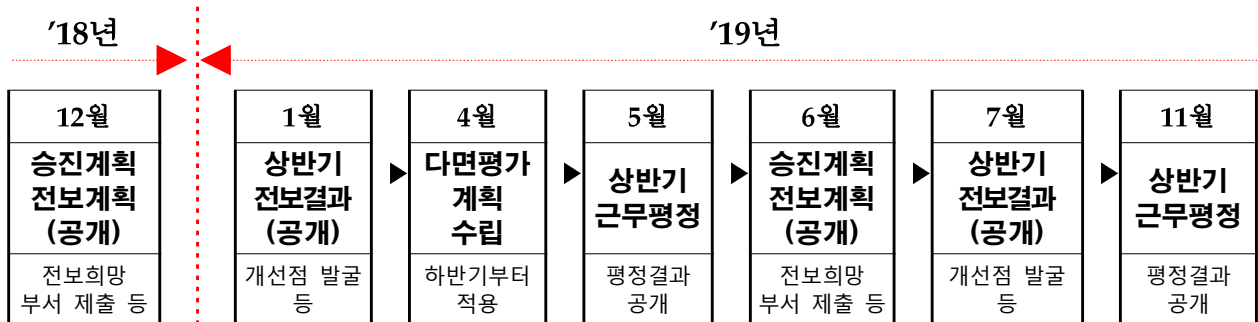 '18년
'19년
12월
승진계획
전보계획
(공개)
전보희망
부서 제출 등
1월
상반기
전보결과
(공개)
개선점 발굴
등
4월
다면평가
계획
수립
하반기부터
적용
5월
상반기
근무평정
평정결과
공개
6월
승진계획
전보계획
(공개)
전보희망
부서 제출 등
7월
상반기
전보결과
(공개)
개선점 발굴
등
11월
상반기
근무평정
평정결과
공개